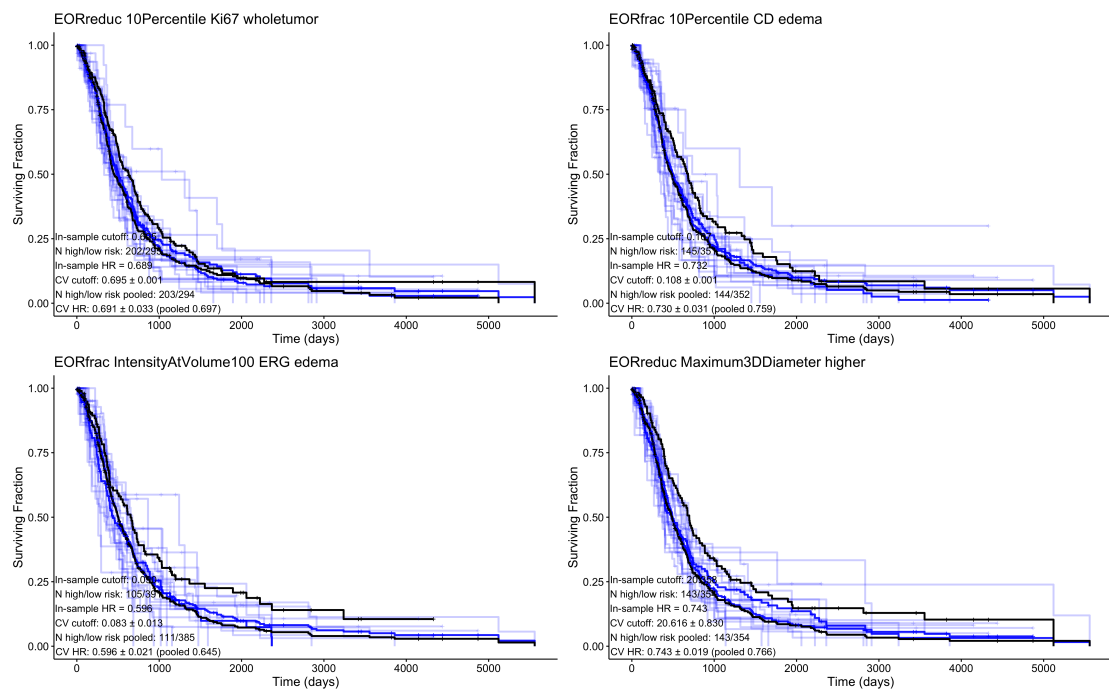 EORreduc 10Percentile Ki67 wholetumor
1.00
0.75
0.50
0.25
0.00
Surviving Fraction
In-sample cutoff:
N high/low risk:
In-sample HR = 0.689
CV cutoff: 0.695 ± 0.001
N high/low risk pooled: 203/294
CV HR: 0.691 ± 0.033 (pooled 0.697)
0 1000 2000 3000 4000 5000
Time (days)
EORfrac 10Percentile CD edema
1.00
0.75
0.50
0.25
0.00
Surviving Fraction
In-sample cutoff:
N high/low risk:
In-sample HR = 0.732
CV cutoff: 0.108 ± 0.001
N high/low risk pooled: 144/352
CV HR: 0.730 ± 0.031 (pooled 0.759)
0 1000 2000 3000 4000 5000
Time (days)
EORfrac IntensityAtVolume100 ERG edema
1.00
0.75
0.50
0.25
0.00
Surviving Fraction
In-sample cutoff:
N high/low risk:
In-sample HR = 0.596
CV cutoff: 0.083 ± 0.013
N high/low risk pooled: 111/385
CV HR: 0.596 ± 0.021 (pooled 0.645)
0 1000 2000 3000 4000 5000
Time (days)
EORreduc Maximum3DDiameter higher
1.00
0.75
0.50
0.25
0.00
Surviving Fraction
In-sample cutoff:
N high/low risk:
In-sample HR = 0.743
CV cutoff: 20.616 ± 0.830
N high/low risk pooled: 143/354
CV HR: 0.743 ± 0.019 (pooled 0.766)
0 1000 2000 3000 4000 5000
Time (days)